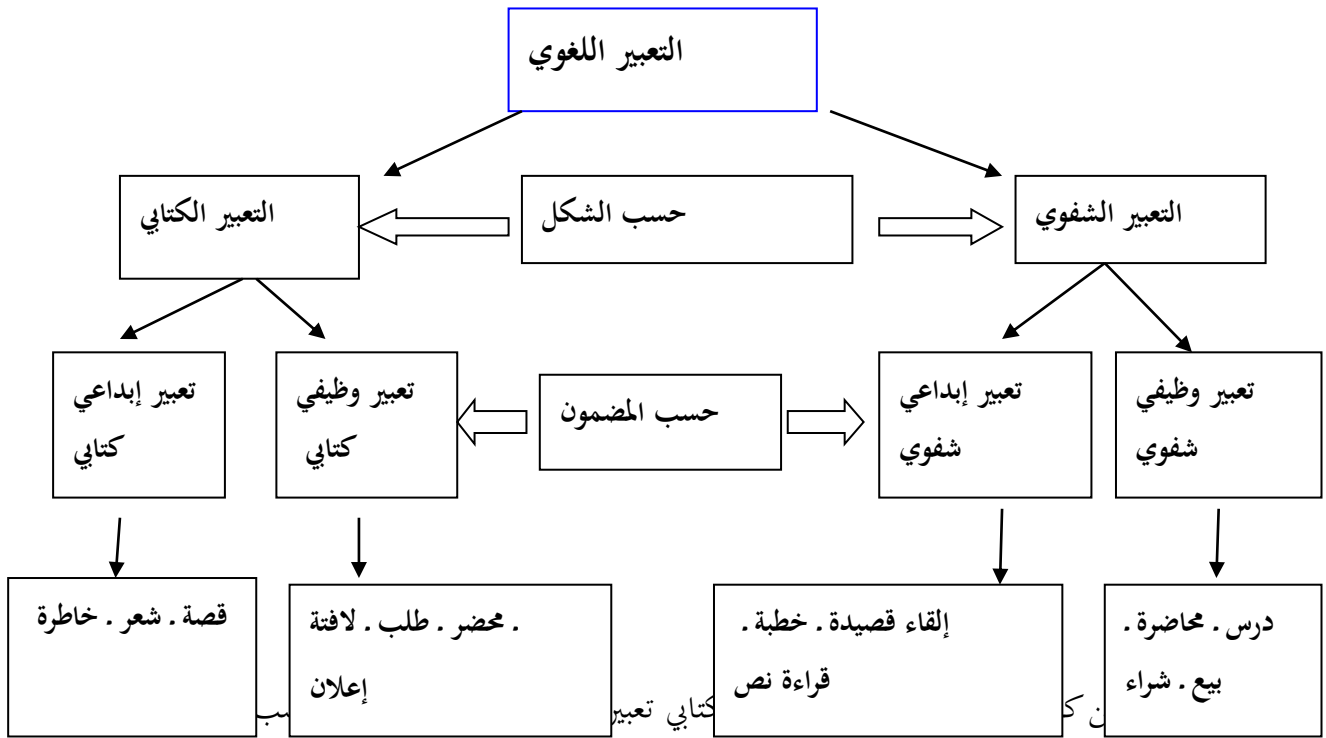 التعبير اللغوي
التعبير الشفوي
حسب الشكل
التعبير الكتابي
تعبير وظيفي
شفوي
تعبير إبداعي
شفوي
حسب المضمون
تعبير وظيفي
كتابي
تعبير إبداعي
كتابي
درس . محاضرة .
بيع . شراء
إلقاء قصيدة . خطبة .
قراءة نص
. محضر . طلب . لافتة
إعلان
قصة . شعر . خاطرة
كتابي تعبير